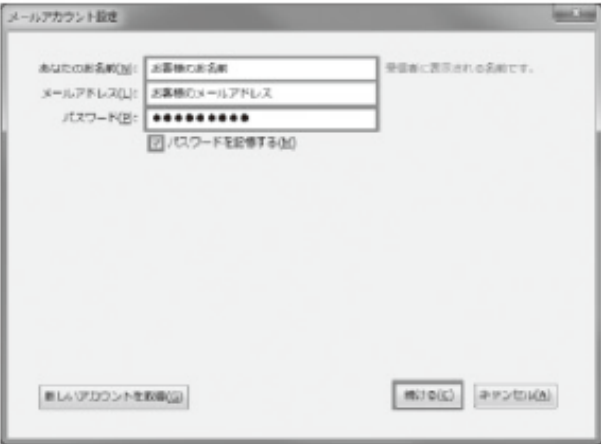 メールアカウント設定
あなたのお名前(N): お客様のお名前 受信者に表示される名前です。
メールアドレス(L): お客様のメールアドレス
パスワード(P): ●●●●●●●●●
パスワードを記憶する(M)
新しいアカウントを取得(G) 続ける(C) キャンセル(A)